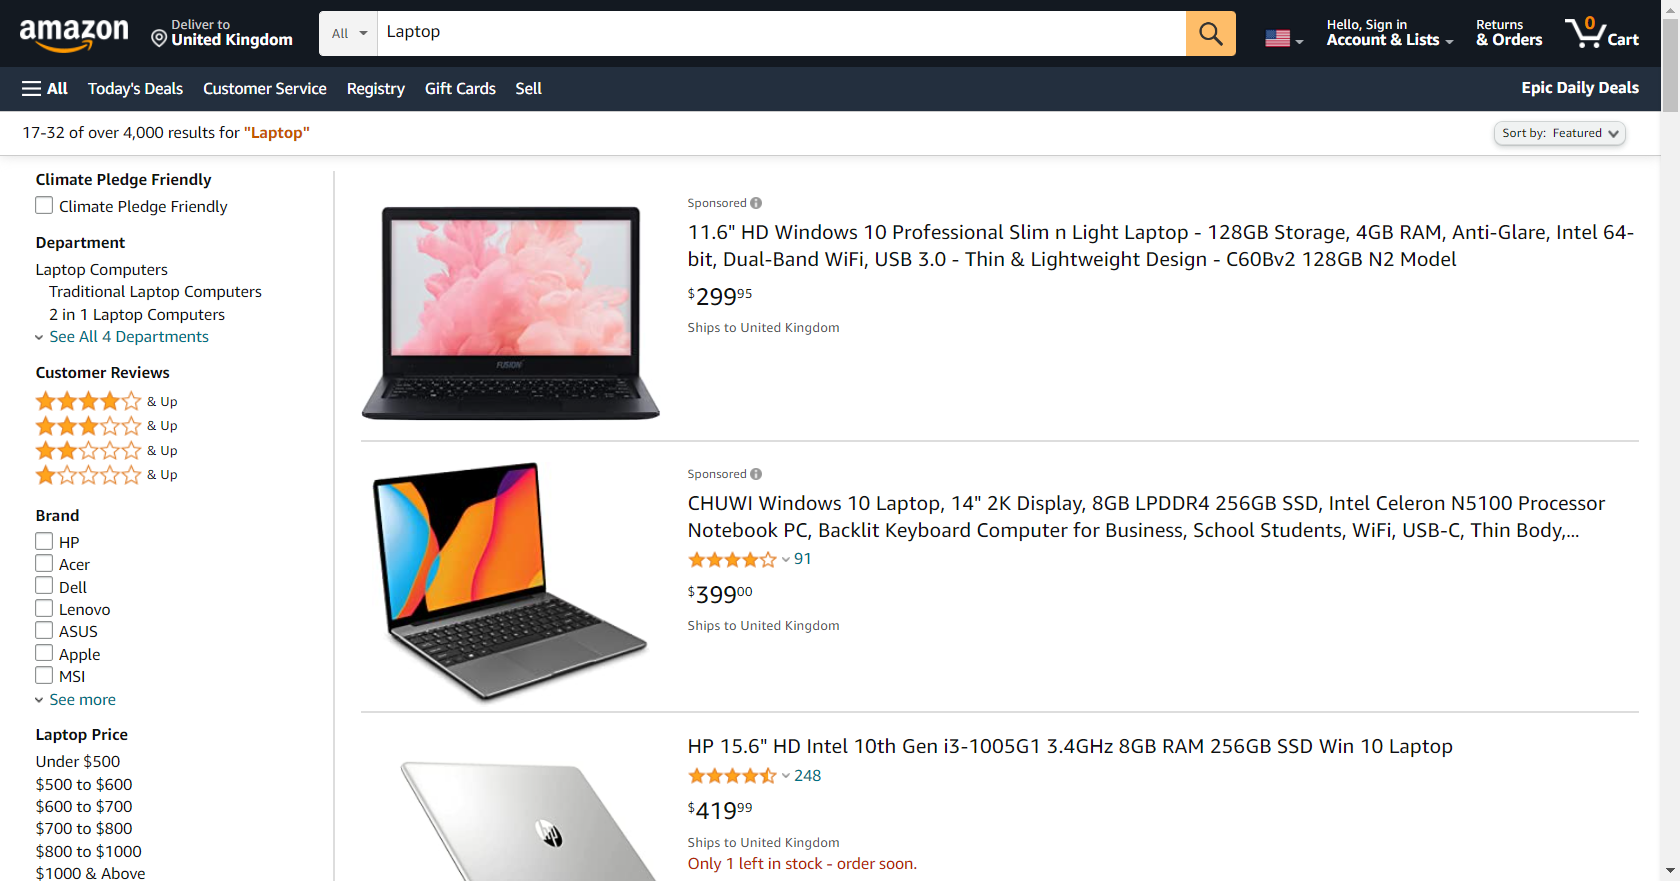 amazon
Deliver to
United Kingdom
All
Laptop
Hello, Sign in
Account & Lists
Returns
& Orders
0
Cart
All
Today's Deals
Customer Service
Registry
Gift Cards
Sell
Epic Daily Deals
17-32 of over 4,000 results for "Laptop"
Sort by: Featured
Climate Pledge Friendly
Climate Pledge Friendly
Department
Laptop Computers
Traditional Laptop Computers
2 in 1 Laptop Computers
See All 4 Departments
Customer Reviews
& Up
& Up
& Up
& Up
Brand
HP
Acer
Dell
Lenovo
ASUS
Apple
MSI
See more
Laptop Price
Under $500
$500 to $600
$600 to $700
$700 to $800
$800 to $1000
$1000 & Above
FUSION
Sponsored
11.6" HD Windows 10 Professional Slim n Light Laptop - 128GB Storage, 4GB RAM, Anti-Glare, Intel 64-
bit, Dual-Band WiFi, USB 3.0 - Thin & Lightweight Design - C60Bv2 128GB N2 Model
$29995
Ships to United Kingdom
Sponsored
CHUWI Windows 10 Laptop, 14" 2K Display, 8GB LPDDR4 256GB SSD, Intel Celeron N5100 Processor
Notebook PC, Backlit Keyboard Computer for Business, School Students, WiFi, USB-C, Thin Body,...
91
$39900
Ships to United Kingdom
hp
HP 15.6" HD Intel 10th Gen i3-1005G1 3.4GHz 8GB RAM 256GB SSD Win 10 Laptop
248
$41999
Ships to United Kingdom
Only 1 left in stock - order soon.